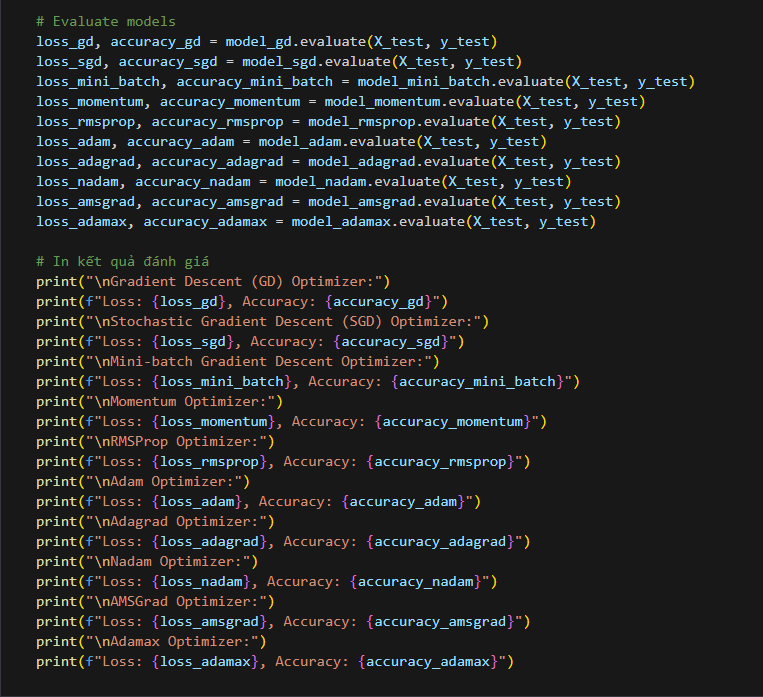 # Evaluate models
loss_gd, accuracy_gd = model_gd.evaluate(X_test, y_test)
loss_sgd, accuracy_sgd = model_sgd.evaluate(X_test, y_test)
loss_mini_batch, accuracy_mini_batch = model_mini_batch.evaluate(X_test, y_test)
loss_momentum, accuracy_momentum = model_momentum.evaluate(X_test, y_test)
loss_rmsprop, accuracy_rmsprop = model_rmsprop.evaluate(X_test, y_test)
loss_adam, accuracy_adam = model_adam.evaluate(X_test, y_test)
loss_adagrad, accuracy_adagrad = model_adagrad.evaluate(X_test, y_test)
loss_nadam, accuracy_nadam = model_nadam.evaluate(X_test, y_test)
loss_amsgrad, accuracy_amsgrad = model_amsgrad.evaluate(X_test, y_test)
loss_adamax, accuracy_adamax = model_adamax.evaluate(X_test, y_test)

# In kết quả đánh giá
print("\nGradient Descent (GD) Optimizer:")
print(f"Loss: {loss_gd}, Accuracy: {accuracy_gd}")
print("\nStochastic Gradient Descent (SGD) Optimizer:")
print(f"Loss: {loss_sgd}, Accuracy: {accuracy_sgd}")
print("\nMini-batch Gradient Descent Optimizer:")
print(f"Loss: {loss_mini_batch}, Accuracy: {accuracy_mini_batch}")
print("\nMomentum Optimizer:")
print(f"Loss: {loss_momentum}, Accuracy: {accuracy_momentum}")
print("\nRMSProp Optimizer:")
print(f"Loss: {loss_rmsprop}, Accuracy: {accuracy_rmsprop}")
print("\nAdam Optimizer:")
print(f"Loss: {loss_adam}, Accuracy: {accuracy_adam}")
print("\nAdagrad Optimizer:")
print(f"Loss: {loss_adagrad}, Accuracy: {accuracy_adagrad}")
print("\nNadam Optimizer:")
print(f"Loss: {loss_nadam}, Accuracy: {accuracy_nadam}")
print("\nAMSGrad Optimizer:")
print(f"Loss: {loss_amsgrad}, Accuracy: {accuracy_amsgrad}")
print("\nAdamax Optimizer:")
print(f"Loss: {loss_adamax}, Accuracy: {accuracy_adamax}")